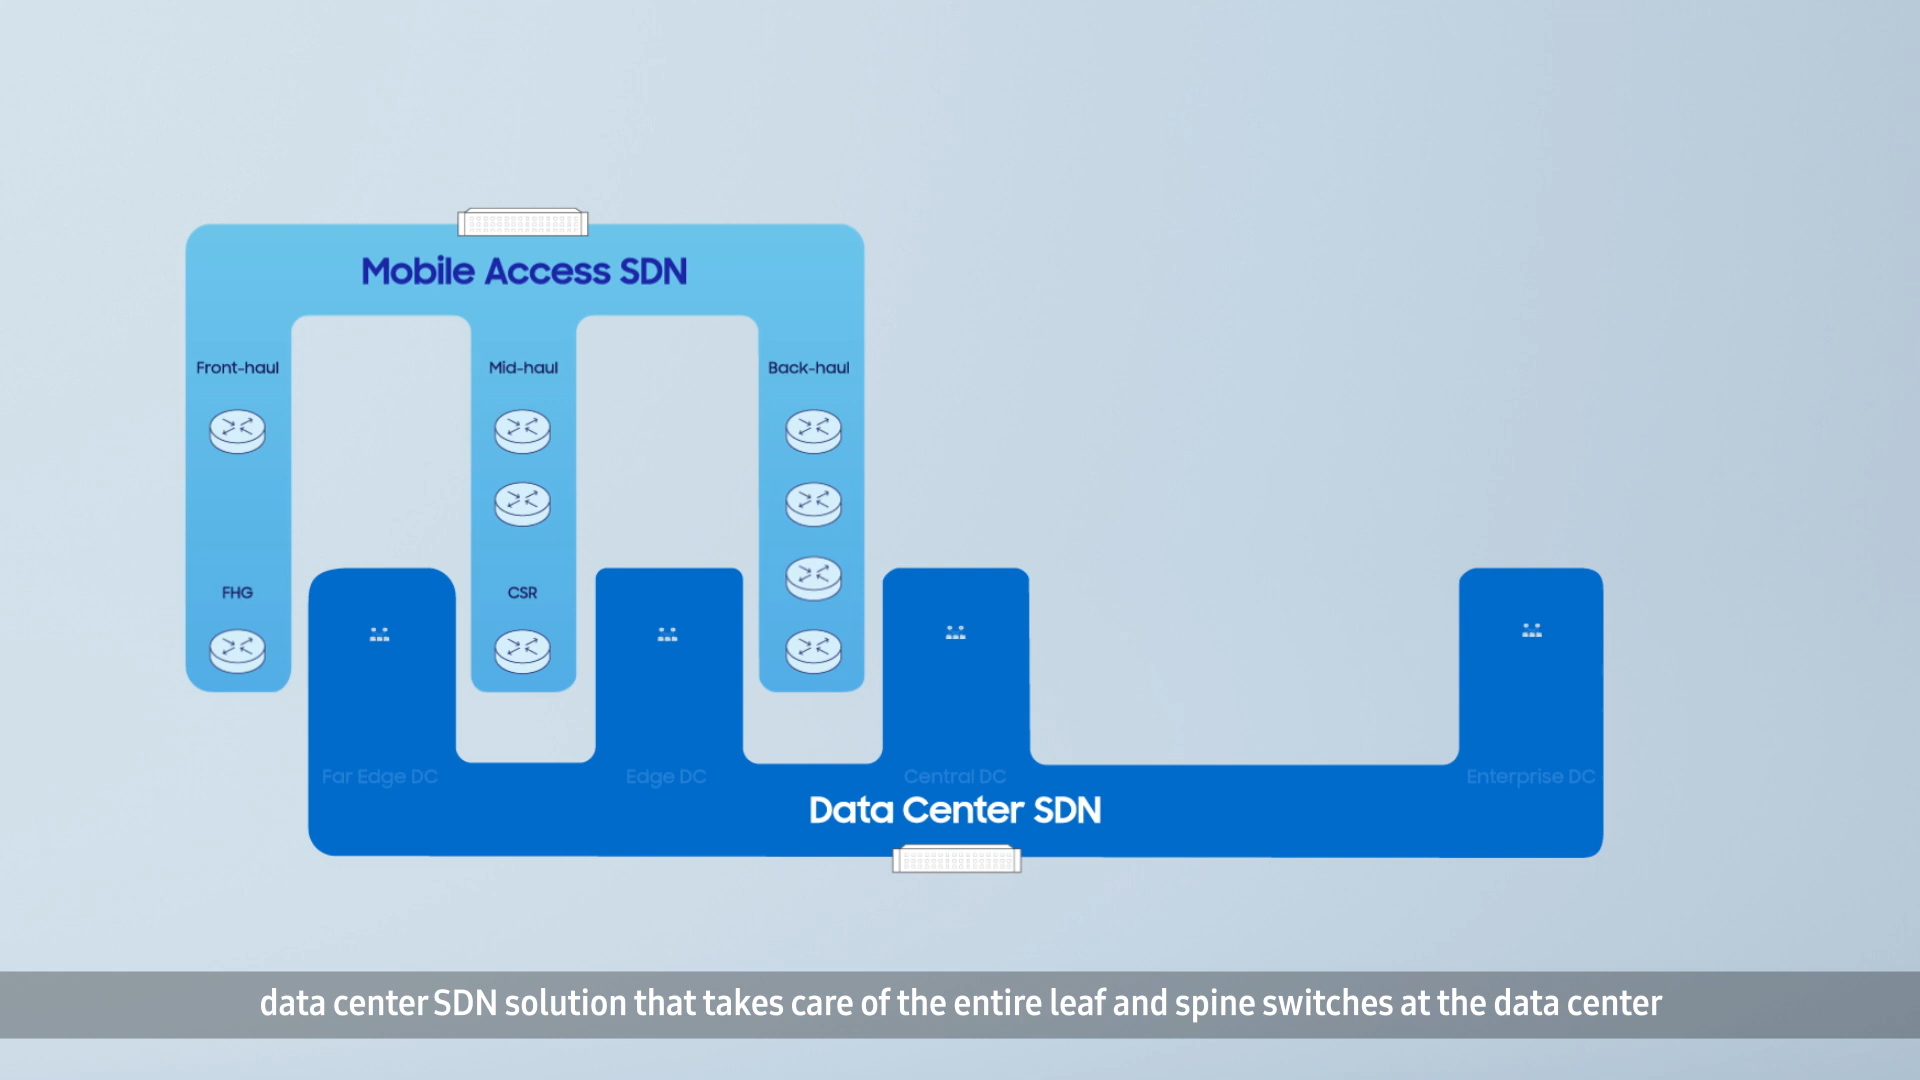 Mobile Access SDN
Front-haul
Mid-haul
Back-haul
FHG
CSR
Far Edge DC
Edge DC
Central DC
Enterprise DC
Data Center SDN
data center SDN solution that takes care of the entire leaf and spine switches at the data center